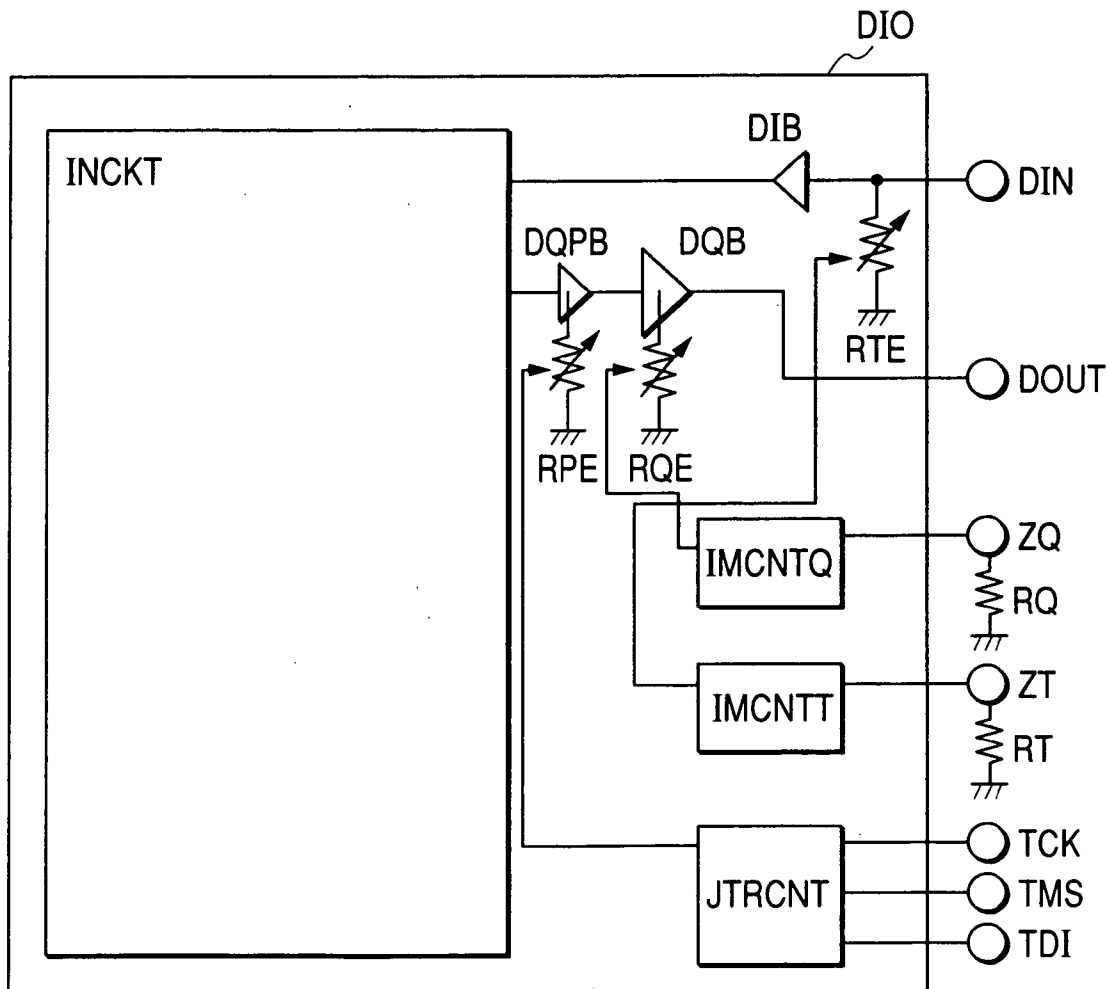 DIO
DIB
INCKT
DIN
DQPB
DQB
RTE
DOUT
RPE
RQE
IMCNTQ
ZQ
RQ
IMCNTT
ZT
RT
JTRCNT
TCK
TMS
TDI